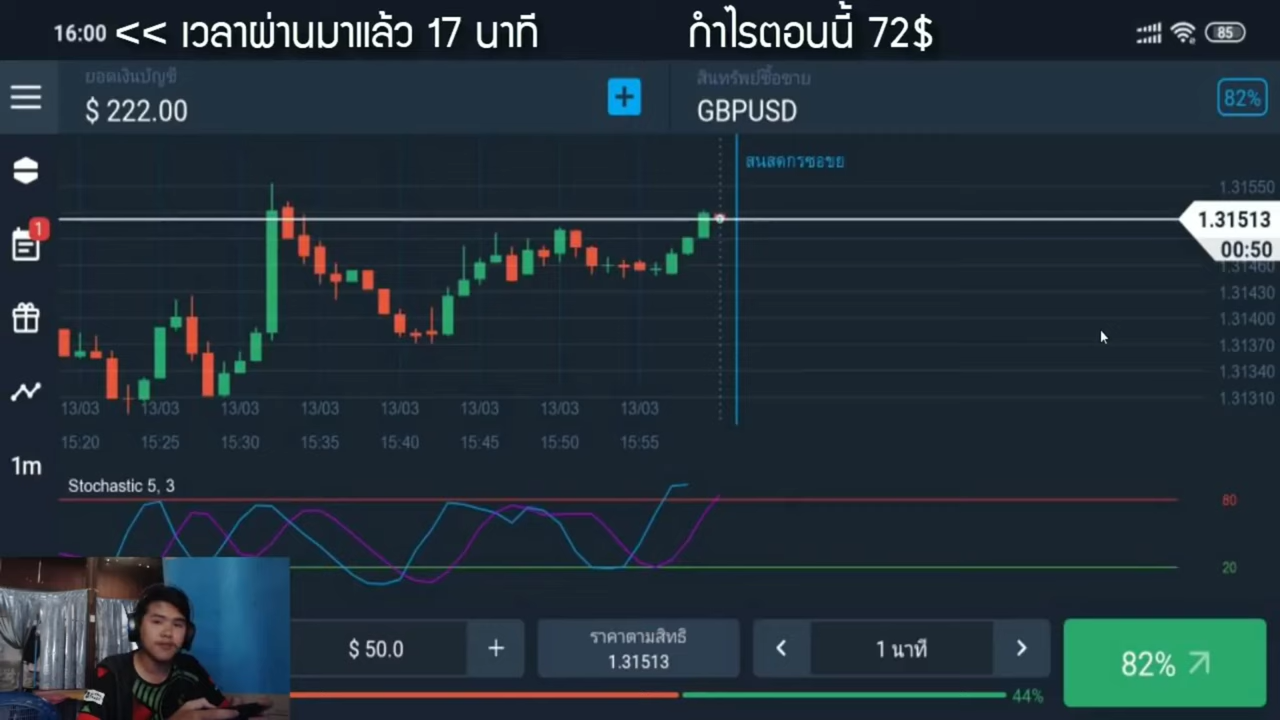 16:00 << เวลาผ่านมาแล้ว 17 นาที กำไรตอนนี้ 72$ 85
ยอดเงินบัญชี
$ 222.00
+
สินทรัพย์ซื้อขาย
GBPUSD
82%
1
1m
สนสดกรซอขย
1.31550
1.31513
00:50
1.31460
1.31430
1.31400
1.31370
1.31340
1.31310
13/03 13/03 13/03 13/03 13/03 13/03 13/03 13/03
15:20 15:25 15:30 15:35 15:40 15:45 15:50 15:55
Stochastic 5, 3
80
20
$ 50.0 +
ราคาตามสิทธิ
1.31513
< 1 นาที >
82%
44%